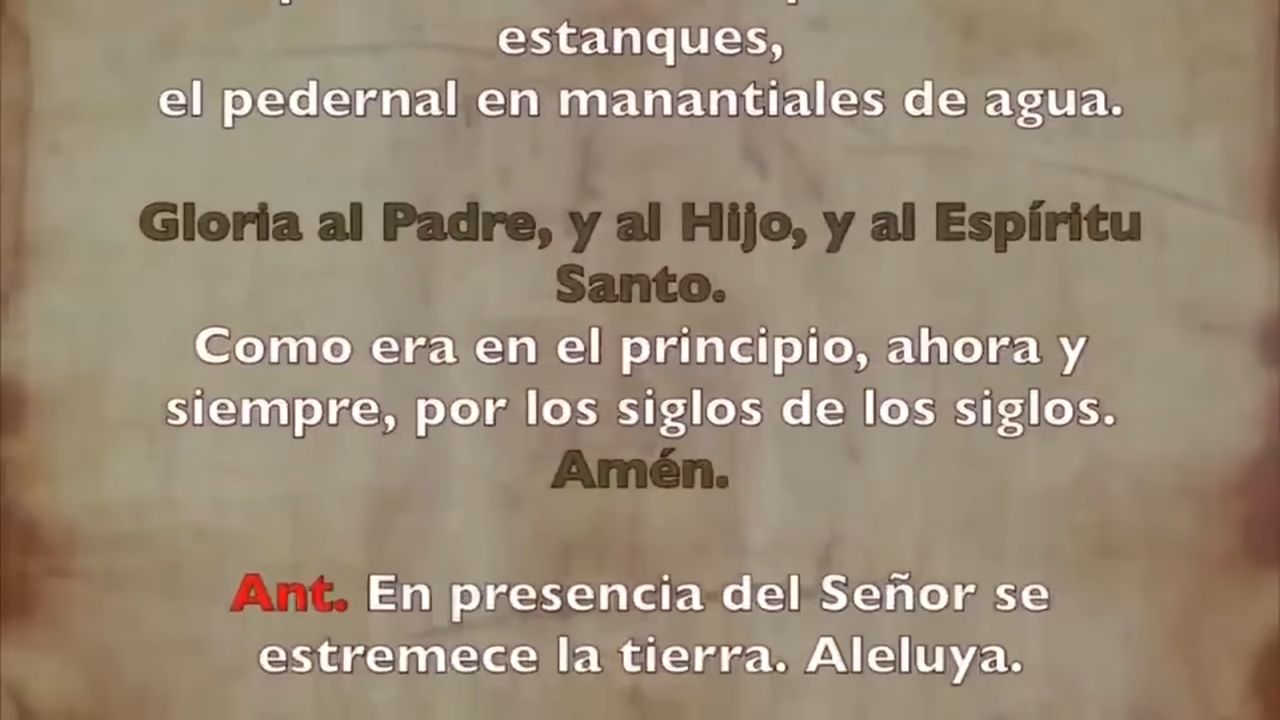 estanques,
el pedernal en manantiales de agua.
Gloria al Padre, y al Hijo, y al Espíritu
Santo.
Como era en el principio, ahora y
siempre, por los siglos de los siglos.
Amén.
Ant. En presencia del Señor se
estremece la tierra. Aleluya.